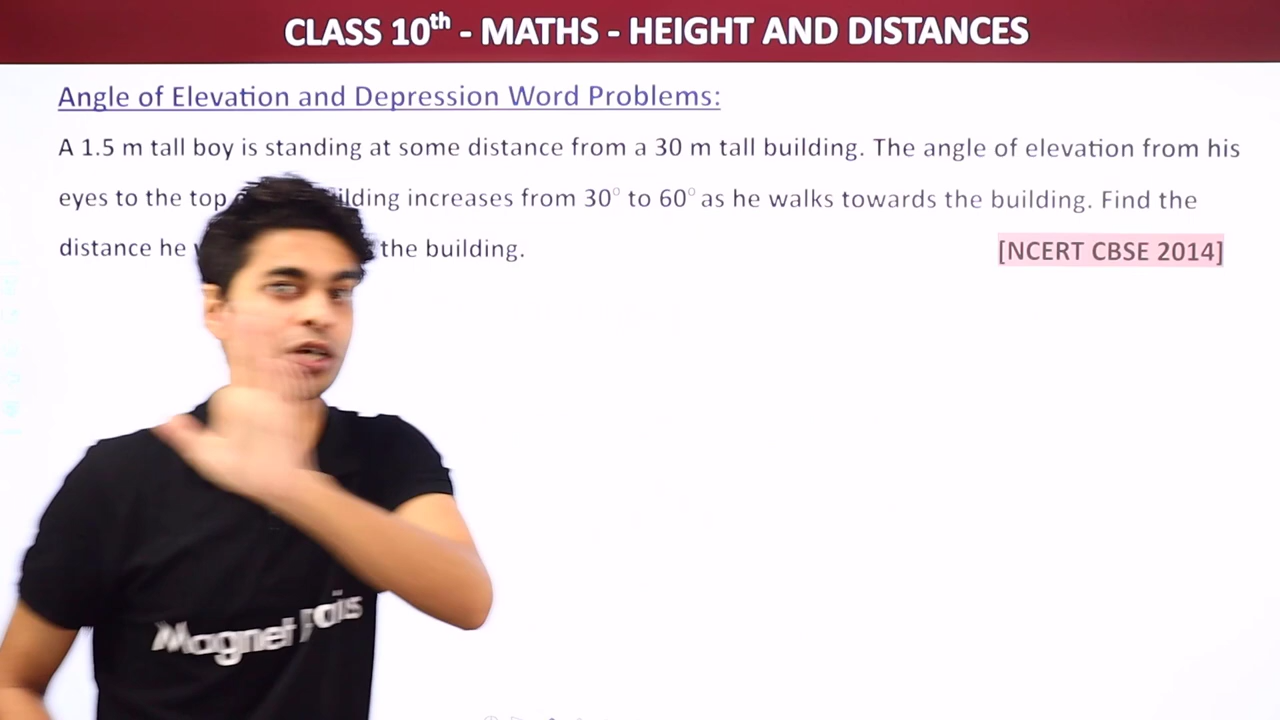 CLASS 10th - MATHS - HEIGHT AND DISTANCES
Angle of Elevation and Depression Word Problems:
A 1.5 m tall boy is standing at some distance from a 30 m tall building. The angle of elevation from his
eyes to the top ilding increases from 30° to 60° as he walks towards the building. Find the
distance he the building.
[NCERT CBSE 2014]
Magnet